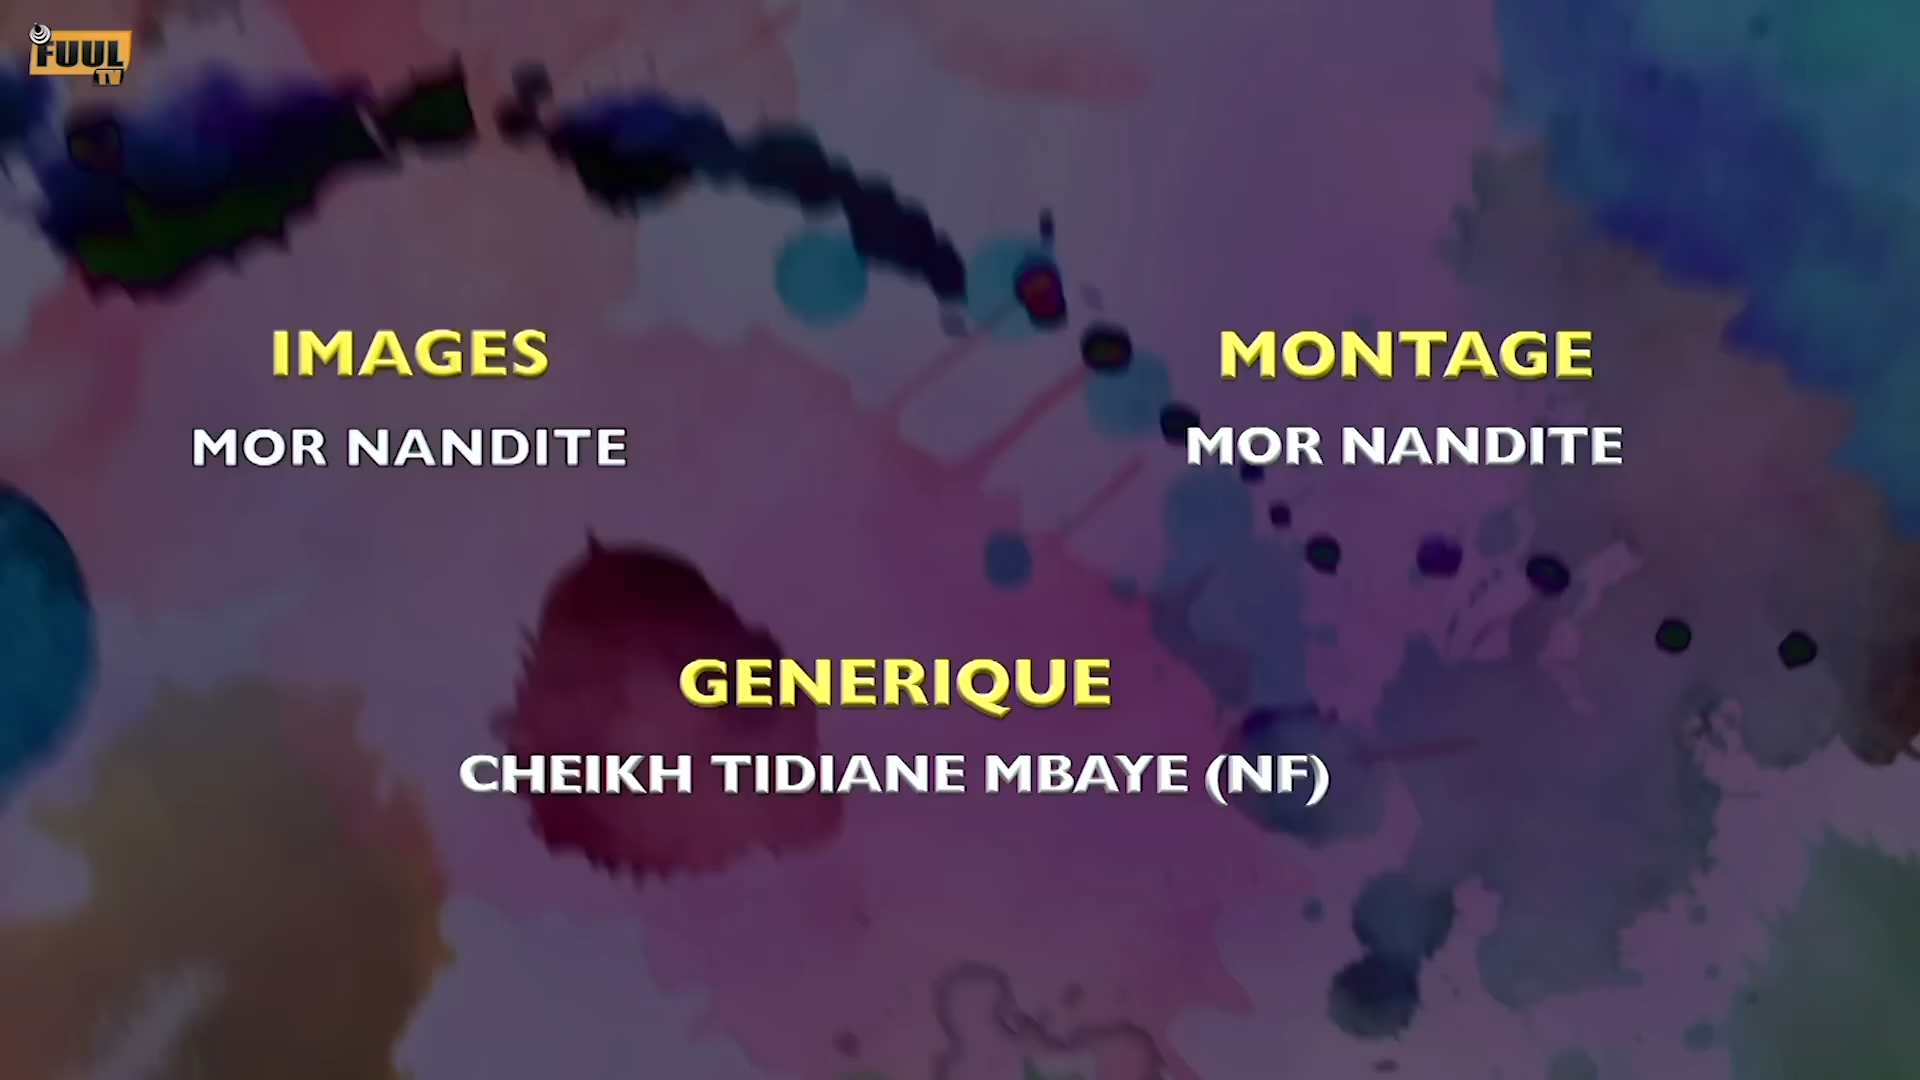 FUUL
TV
IMAGES
MOR NANDITE
MONTAGE
MOR NANDITE
GENERIQUE
CHEIKH TIDIANE MBAYE (NF)